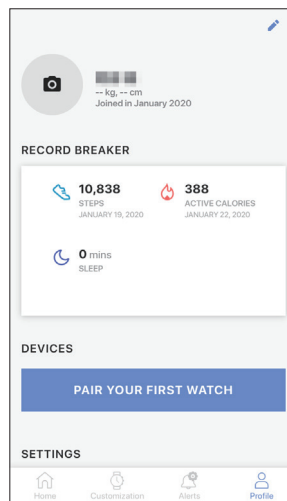 -- kg, -- cm
Joined in January 2020
RECORD BREAKER
10,838
STEPS
JANUARY 19, 2020
388
ACTIVE CALORIES
JANUARY 22, 2020
0 mins
SLEEP
DEVICES
PAIR YOUR FIRST WATCH
SETTINGS
Home
Customization
Alerts
Profile